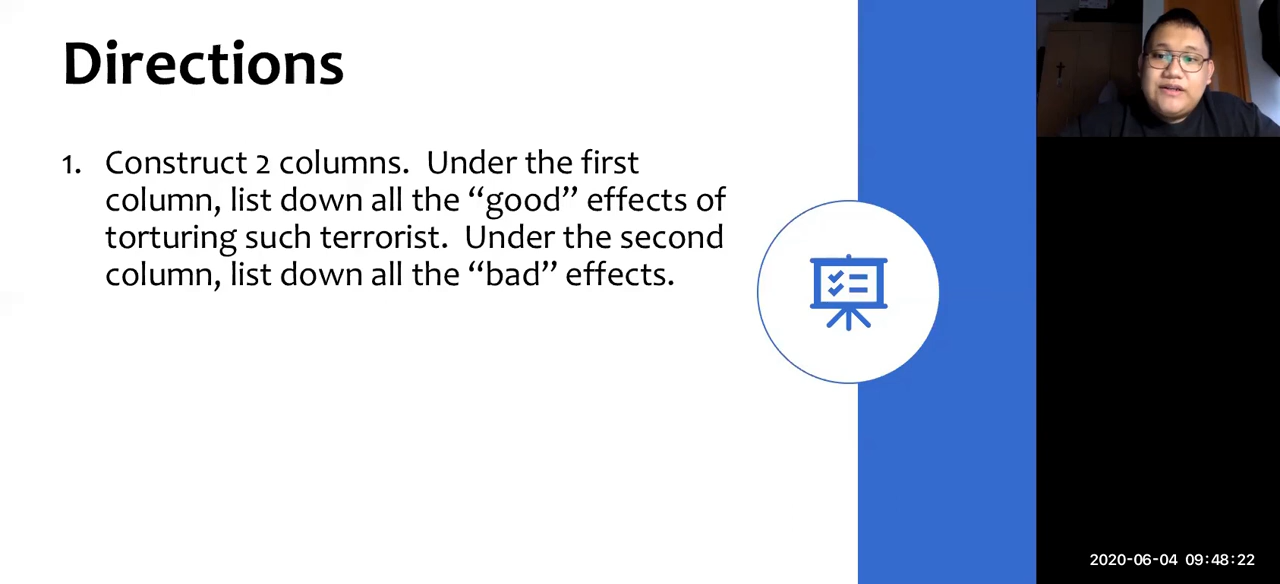 Directions
1. Construct 2 columns.  Under the first
column, list down all the “good” effects of
torturing such terrorist.  Under the second
column, list down all the “bad” effects.
2020-06-04 09:48:22